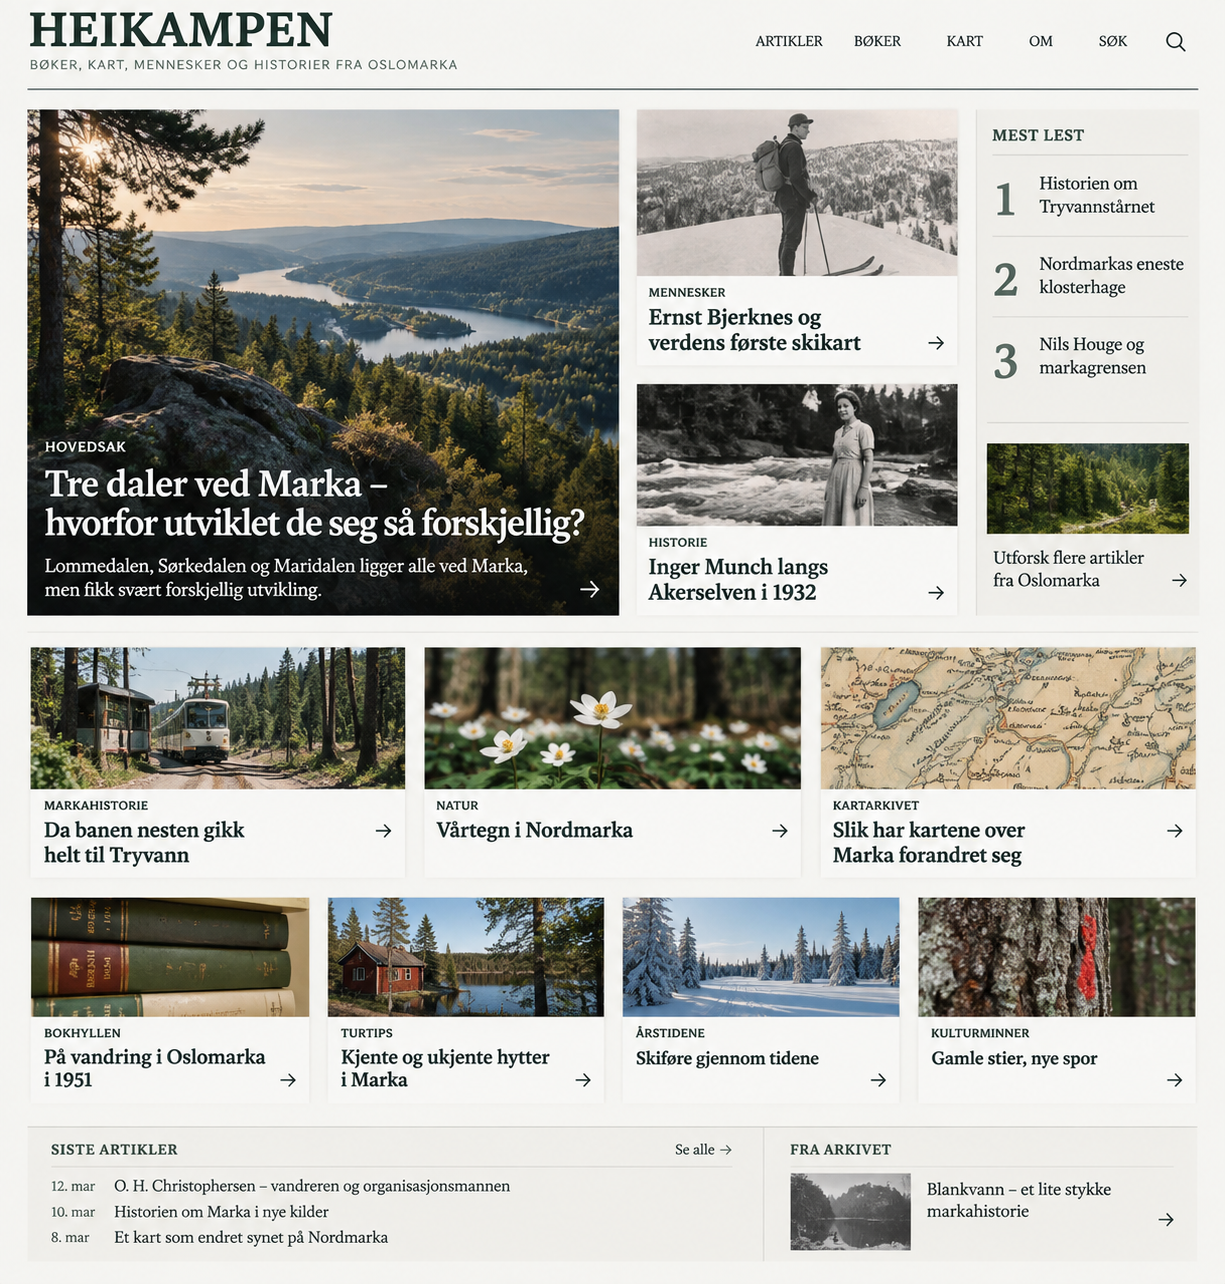 HEIKAMPEN
BØKER, KART, MENNESKER OG HISTORIER FRA OSLOMARKA
ARTIKLER BØKER KART OM SØK
HOVEDSAK
Tre daler ved Marka –
hvorfor utviklet de seg så forskjellig?
Lommedalen, Sørkedalen og Maridalen ligger alle ved Marka,
men fikk svært forskjellig utvikling.
MENNESKER
Ernst Bjerknes og
verdens første skikart
HISTORIE
Inger Munch langs
Akerselven i 1932
MEST LEST
1 Historien om
Tryvannstårnet
2 Nordmarkas eneste
klosterhage
3 Nils Houge og
markagrensen
Utforsk flere artikler
fra Oslomarka
MARKAHISTORIE
Da banen nesten gikk
helt til Tryvann
NATUR
Vårtegn i Nordmarka
KARTARKIVET
Slik har kartene over
Marka forandret seg
BOKHYLLEN
På vandring i Oslomarka
i 1951
TURTIPS
Kjente og ukjente hytter
i Marka
ÅRSTIDENE
Skiføre gjennom tidene
KULTURMINNER
Gamle stier, nye spor
SISTE ARTIKLER
Se alle →
12. mar O. H. Christophersen – vandreren og organisasjonsmannen
10. mar Historien om Marka i nye kilder
8. mar Et kart som endret synet på Nordmarka
FRA ARKIVET
Blankvann – et lite stykke
markahistorie